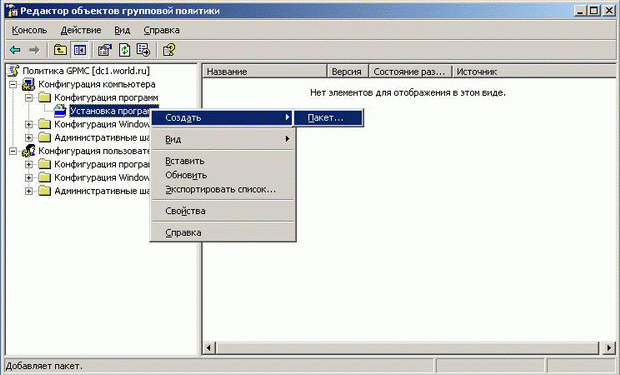 Редактор объектов групповой политики
Консоль Действие Вид Справка
Политика GPMC [dc1.world.ru]
Конфигурация компьютера
Конфигурация программ
Установка програм
Конфигурация Window
Административные ша
Конфигурация пользовате
Конфигурация програ
Конфигурация Window
Административные ша
Название Версия Состояние раз... Источник
Нет элементов для отображения в этом виде.
Создать
Вид
Вставить
Обновить
Экспортировать список...
Свойства
Справка
Пакет...
Добавляет пакет.